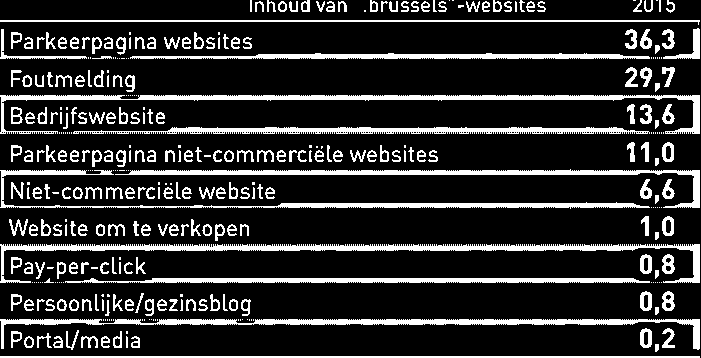 Inhoud van ".brussels"-websites 2015
Parkeerpagina websites 36,3
Foutmelding 29,7
Bedrijfswebsite 13,6
Parkeerpagina niet-commerciële websites 11,0
Niet-commerciële website 6,6
Website om te verkopen 1,0
Pay-per-click 0,8
Persoonlijke/gezinsblog 0,8
Portal/media 0,2